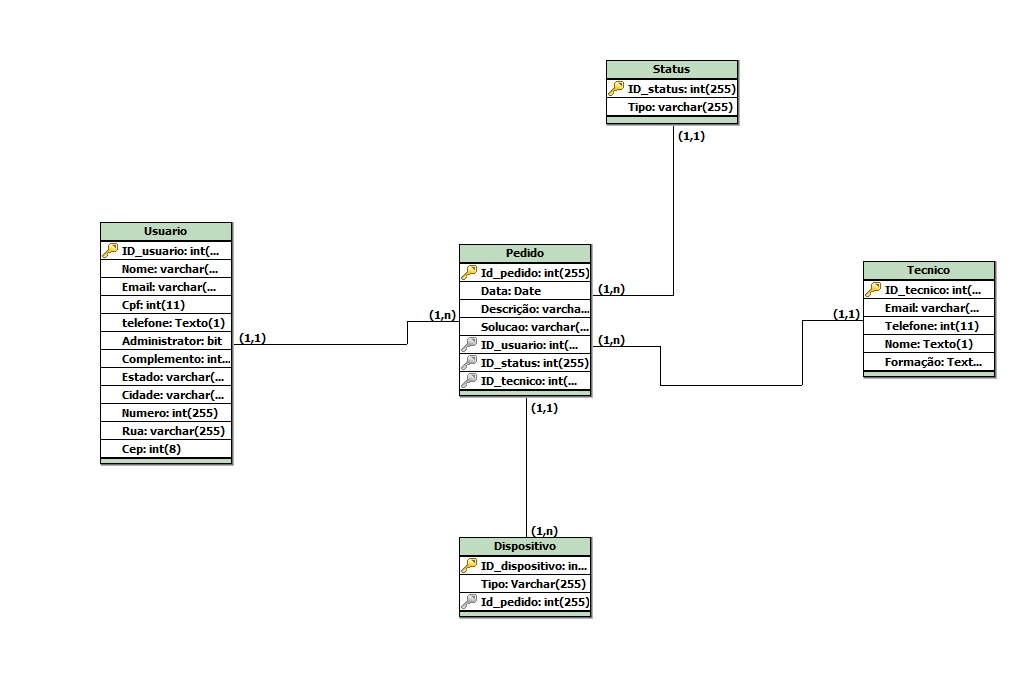 Status
ID_status: int(255)
Tipo: varchar(255)
(1,1)
Usuario
ID_usuario: int(...
Nome: varchar(...
Email: varchar(...
Cpf: int(11)
telefone: Texto(1)
Administrator: bit
Complemento: int...
Estado: varchar(...
Cidade: varchar(...
Numero: int(255)
Rua: varchar(255)
Cep: int(8)
(1,1)
(1,n)
Pedido
Id_pedido: int(255)
Data: Date
Descrição: varcha...
Solucao: varchar(...
ID_usuario: int(...
ID_status: int(255)
ID_tecnico: int(...
(1,n)
(1,n)
(1,1)
(1,1)
Tecnico
ID_tecnico: int(...
Email: varchar(...
Telefone: int(11)
Nome: Texto(1)
Formação: Text...
(1,n)
Dispositivo
ID_dispositivo: in...
Tipo: Varchar(255)
Id_pedido: int(255)